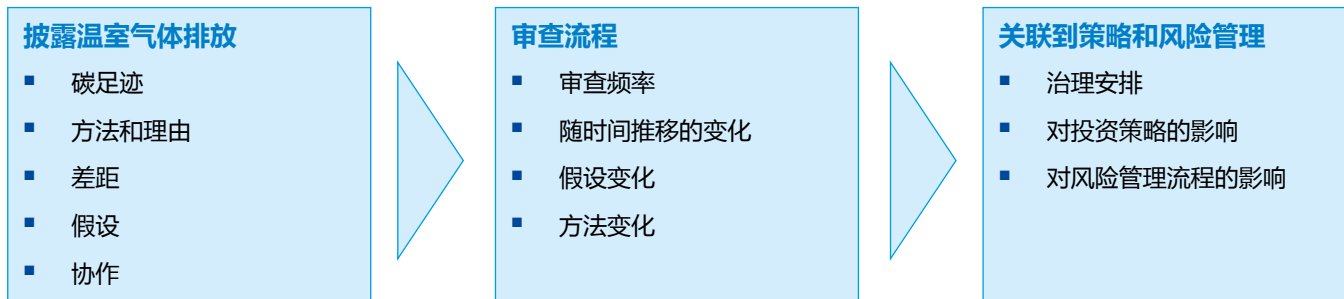 披露温室气体排放
碳足迹
方法和理由
差距
假设
协作
审查流程
审查频率
随时间推移的变化
假设变化
方法变化
关联到策略和风险管理
治理安排
对投资策略的影响
对风险管理流程的影响